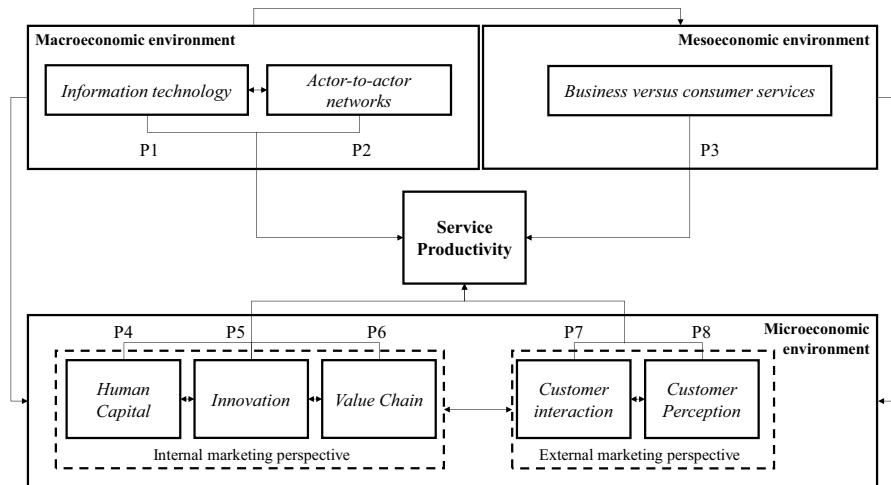 Macroeconomic environment
Mesoeconomic environment
Information technology
Actor-to-actor
networks
Business versus consumer services
P1
P2
P3
Service
Productivity
P4
P5
P6
P7
P8
Microeconomic
environment
Human
Capital
Innovation
Value Chain
Customer
interaction
Customer
Perception
Internal marketing perspective
External marketing perspective